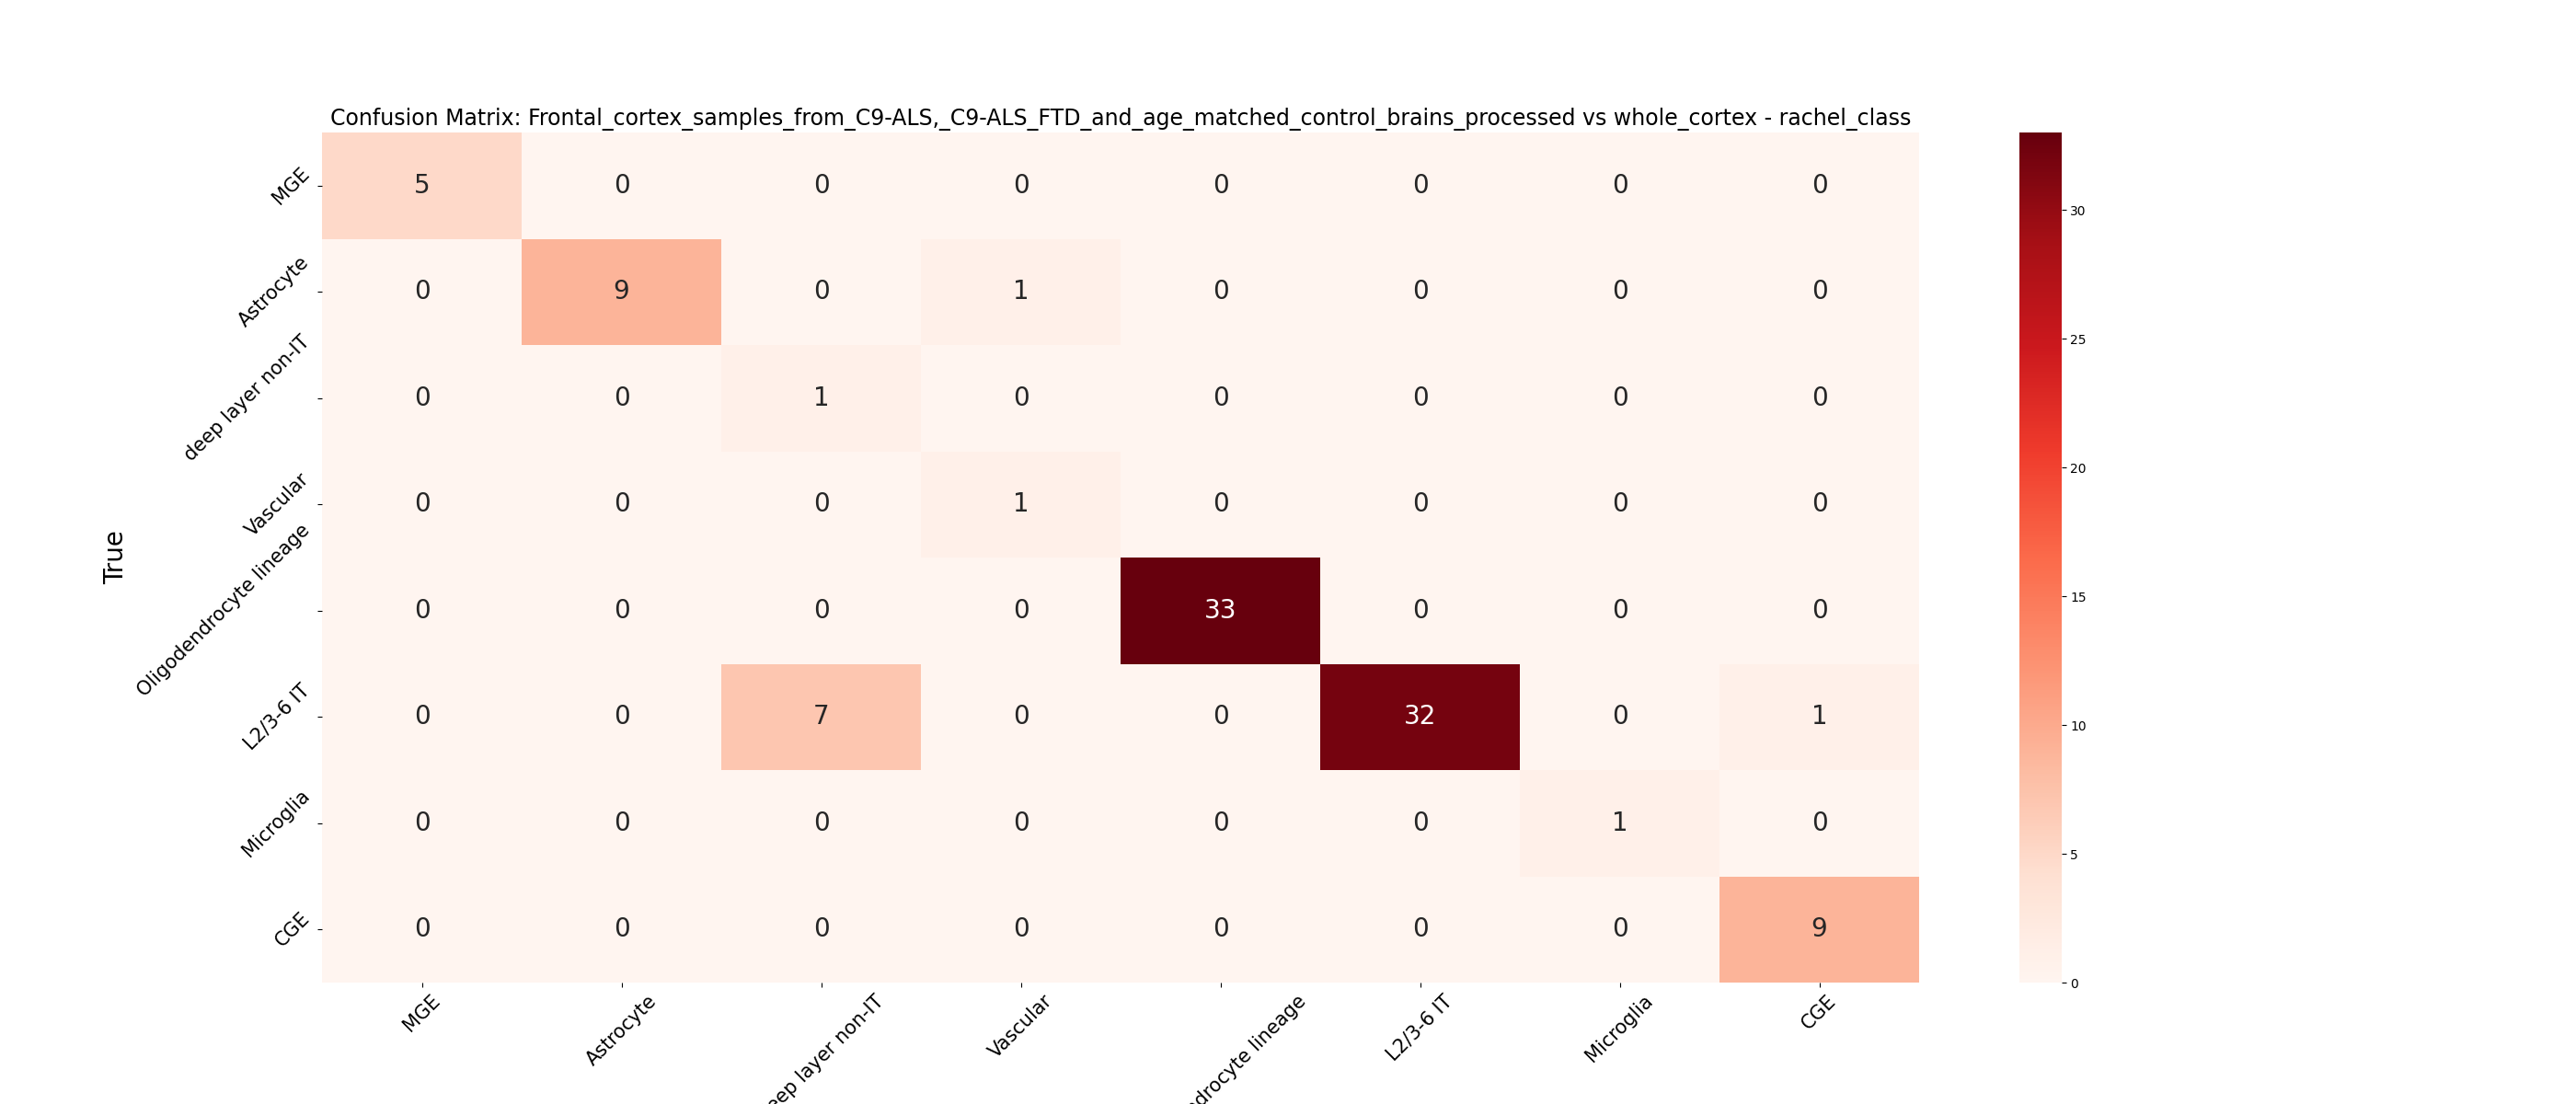 Confusion Matrix: Frontal_cortex_samples_from_C9-ALS,_C9-ALS_FTD_and_age_matched_control_brains_processed vs whole_cortex - rachel_class
MGE 5 0 0 0 0 0 0 0
Astrocyte 0 9 0 1 0 0 0 0
deep layer non-IT 0 0 1 0 0 0 0 0
Vascular 0 0 0 1 0 0 0 0
Oligodendrocyte lineage 0 0 0 0 33 0 0 0
L2/3-6 IT 0 0 7 0 0 32 0 1
Microglia 0 0 0 0 0 0 1 0
CGE 0 0 0 0 0 0 0 9
True
MGE Astrocyte layer non-IT Vascular lineage L2/3-6 IT Microglia CGE
30
25
20
15
10
5
0